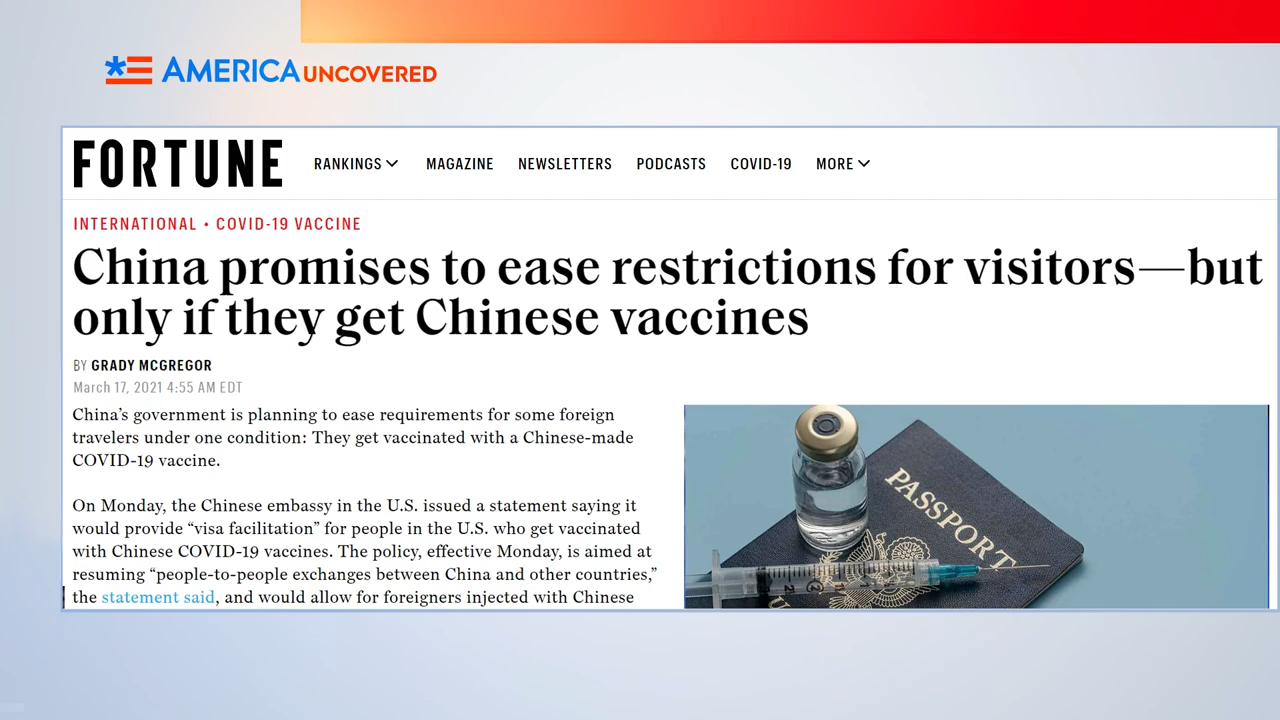 AMERICA UNCOVERED
FORTUNE
RANKINGS MAGAZINE NEWSLETTERS PODCASTS COVID-19 MORE
INTERNATIONAL • COVID-19 VACCINE
China promises to ease restrictions for visitors—but
only if they get Chinese vaccines
BY GRADY MCGREGOR
March 17, 2021 4:55 AM EDT
China's government is planning to ease requirements for some foreign
travelers under one condition: They get vaccinated with a Chinese-made
COVID-19 vaccine.
On Monday, the Chinese embassy in the U.S. issued a statement saying it
would provide “visa facilitation” for people in the U.S. who get vaccinated
with Chinese COVID-19 vaccines. The policy, effective Monday, is aimed at
resuming “people-to-people exchanges between China and other countries,”
the statement said, and would allow for foreigners injected with Chinese
PASSPORT